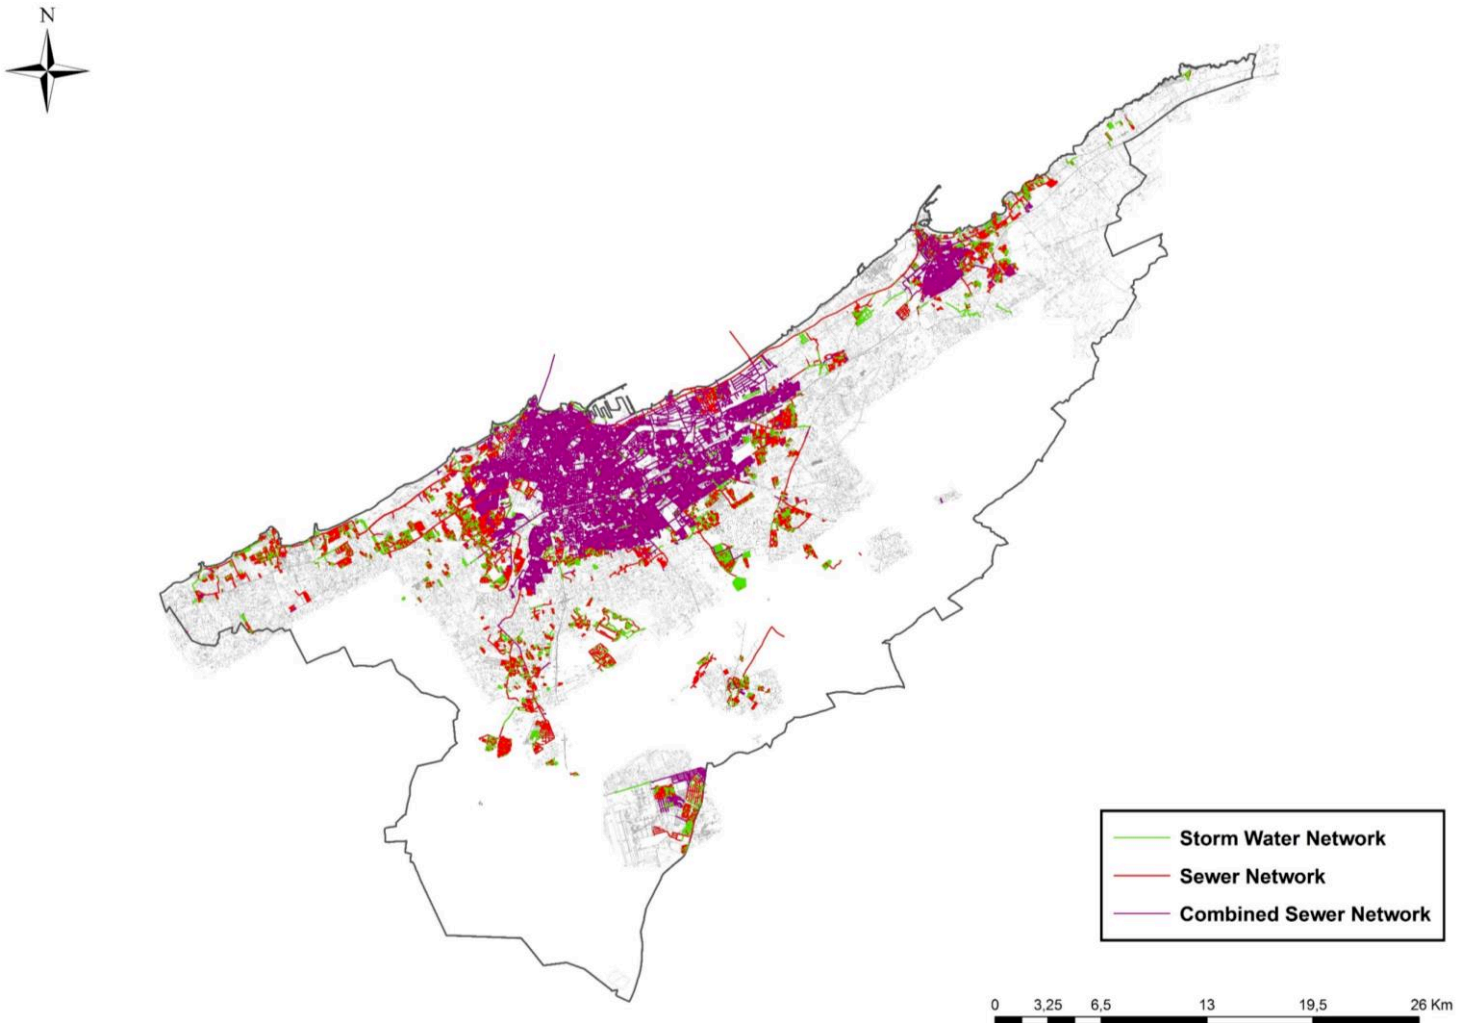 N
Storm Water Network
Sewer Network
Combined Sewer Network
0 3,25 6,5 13 19,5 26 Km